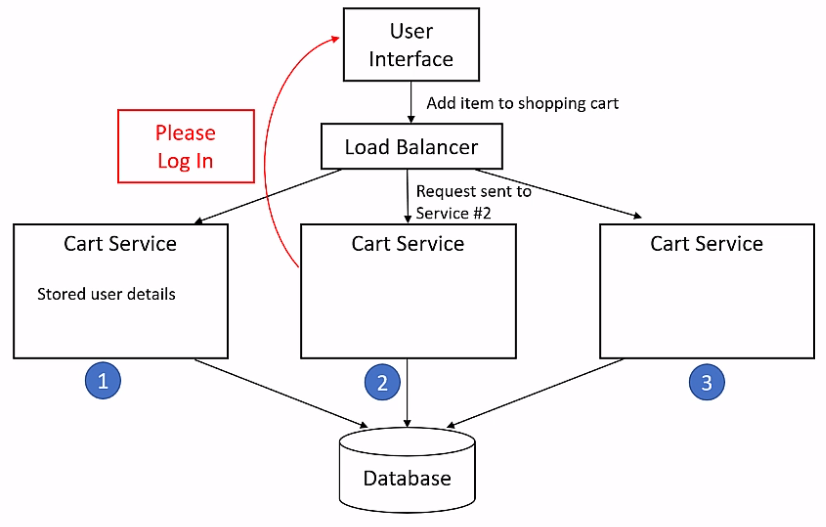 User
Interface
Add item to shopping cart
Please
Log In
Load Balancer
Request sent to
Service #2
Cart Service
Stored user details
Cart Service
Cart Service
1
2
3
Database